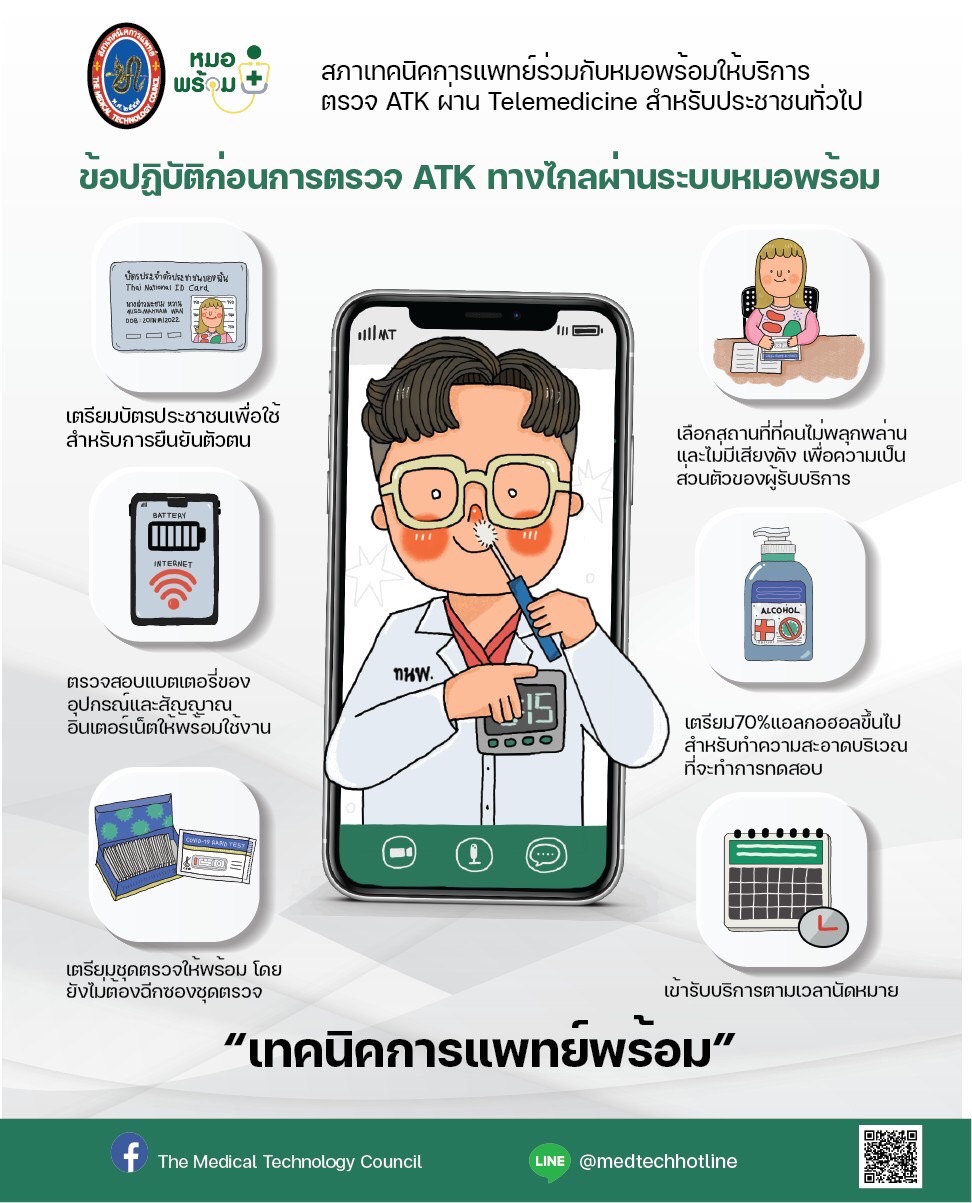 สภาเทคนิคการแพทย์
THE MEDICAL TECHNOLOGY COUNCIL
หมอ
พร้อม
สภาเทคนิคการแพทย์ร่วมกับหมอพร้อมให้บริการ
ตรวจ ATK ผ่าน Telemedicine สำหรับประชาชนทั่วไป
ข้อปฏิบัติก่อนการตรวจ ATK ทางไกลผ่านระบบหมอพร้อม
Thai National ID Card
เตรียมบัตรประชาชนเพื่อใช้
สำหรับการยืนยันตัวตน
BATTERY
INTERNET
ตรวจสอบแบตเตอรี่ของ
อุปกรณ์และสัญญาณ
อินเตอร์เน็ตให้พร้อมใช้งาน
COVID-19 RAPID TEST
เตรียมชุดตรวจให้พร้อม โดย
ยังไม่ต้องฉีกซองชุดตรวจ
MT
ทนพ.
:15
เลือกสถานที่ที่คนไม่พลุกพล่าน
และไม่มีเสียงดัง เพื่อความเป็น
ส่วนตัวของผู้รับบริการ
ALCOHOL
เตรียม70%แอลกอฮอลขึ้นไป
สำหรับทำความสะอาดบริเวณ
ที่จะทำการทดสอบ
เข้ารับบริการตามเวลานัดหมาย
“เทคนิคการแพทย์พร้อม”
The Medical Technology Council
LINE @medtechhotline